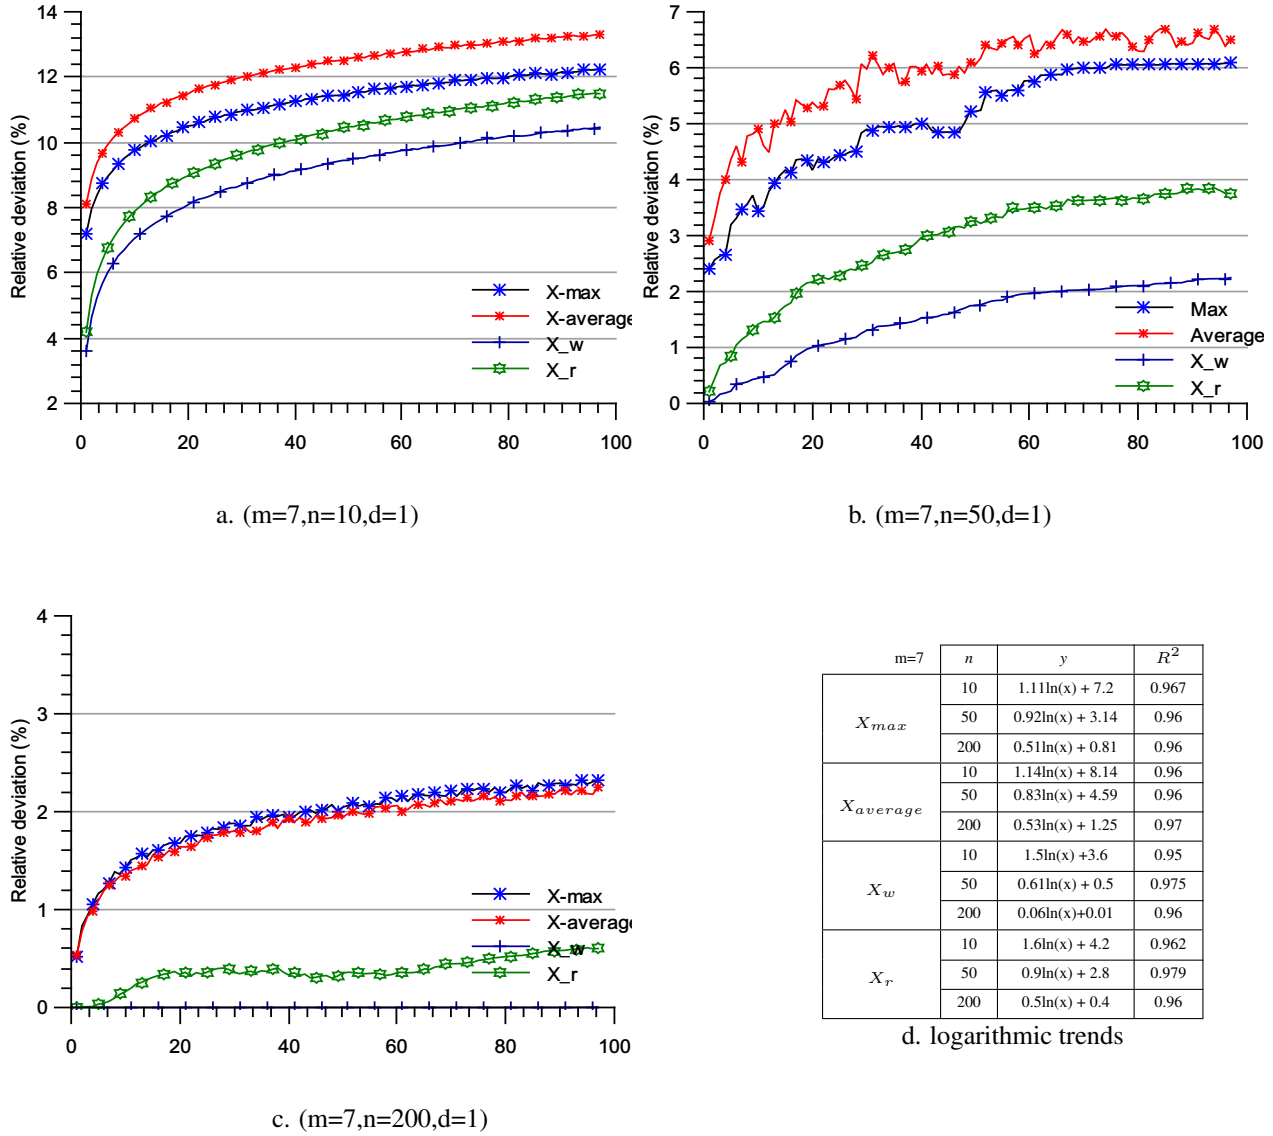 14
12
10
8
6
4
2
Relative deviation (%)
0 20 40 60 80 100
X-max
X-average
X_w
X_r
a. (m=7,n=10,d=1)
7
6
5
4
3
2
1
0
Relative deviation (%)
0 20 40 60 80 100
Max
Average
X_w
X_r
b. (m=7,n=50,d=1)
4
3
2
1
0
Relative deviation (%)
0 20 40 60 80 100
X-max
X-average
X_w
X_r
c. (m=7,n=200,d=1)
m=7 n y R^2
X_{max} 10 1.11ln(x) + 7.2 0.967
50 0.92ln(x) + 3.14 0.96
200 0.51ln(x) + 0.81 0.96
X_{average} 10 1.14ln(x) + 8.14 0.96
50 0.83ln(x) + 4.59 0.96
200 0.53ln(x) + 1.25 0.97
X_w 10 1.5ln(x) +3.6 0.95
50 0.61ln(x) + 0.5 0.975
200 0.06ln(x)+0.01 0.96
X_r 10 1.6ln(x) + 4.2 0.962
50 0.9ln(x) + 2.8 0.979
200 0.5ln(x) + 0.4 0.96
d. logarithmic trends